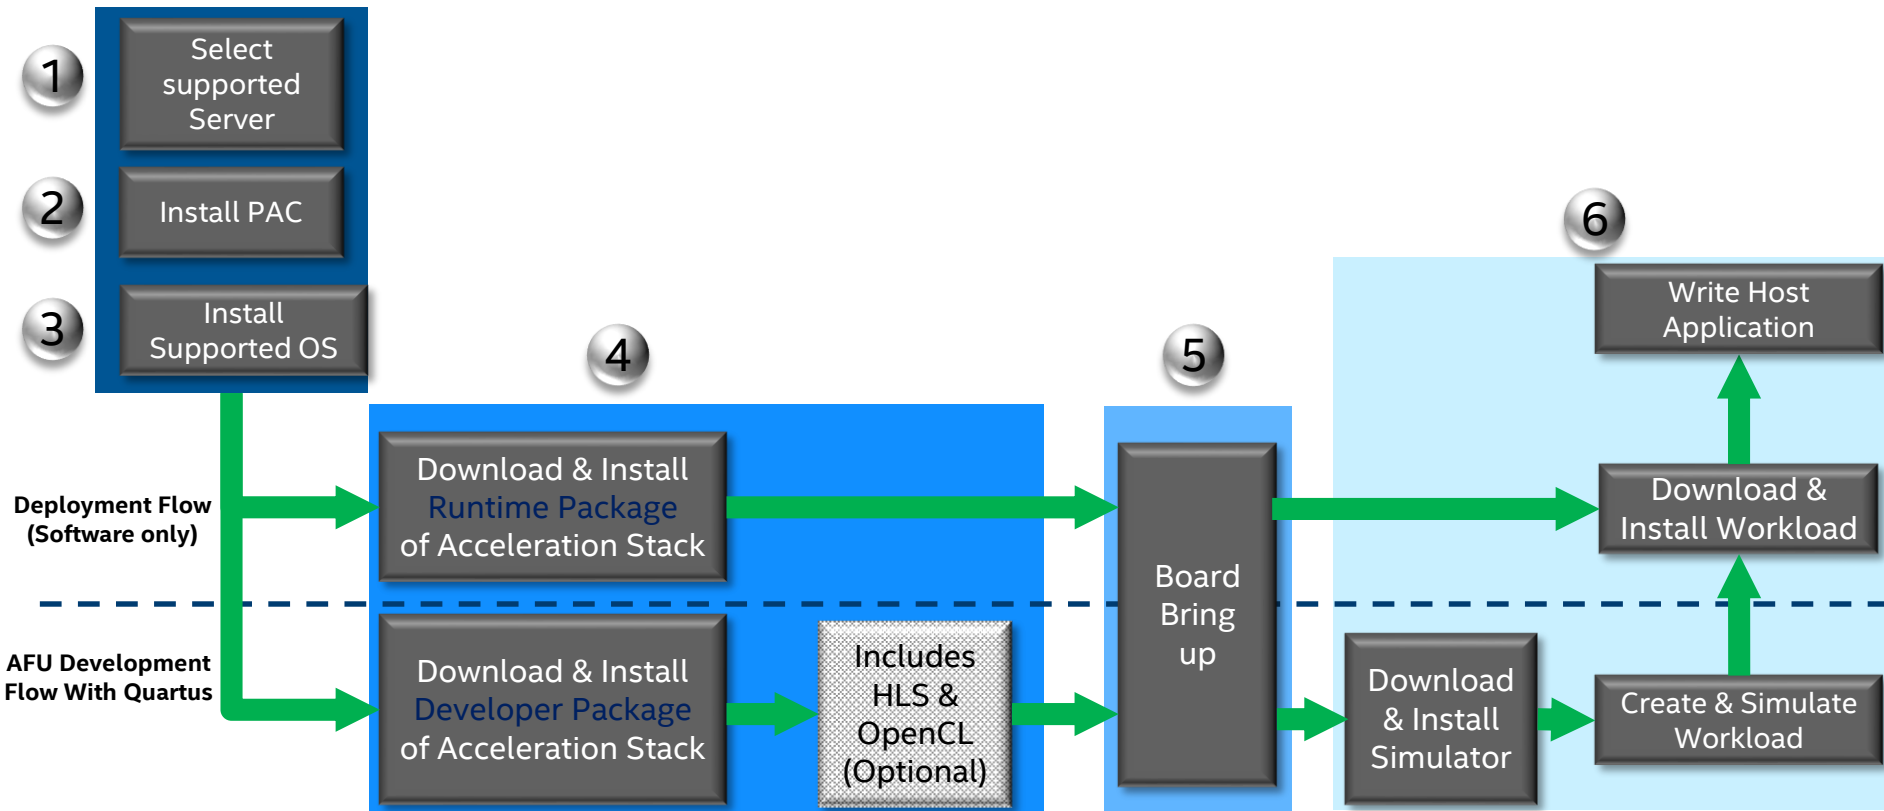 1
Select
supported
Server
2
Install PAC
3
Install
Supported OS
4
5
6
Deployment Flow
(Software only)
Download & Install
Runtime Package
of Acceleration Stack
AFU Development
Flow With Quartus
Download & Install
Developer Package
of Acceleration Stack
Includes
HLS &
OpenCL
(Optional)
Board
Bring
up
Write Host
Application
Download &
Install Workload
Download
& Install
Simulator
Create & Simulate
Workload